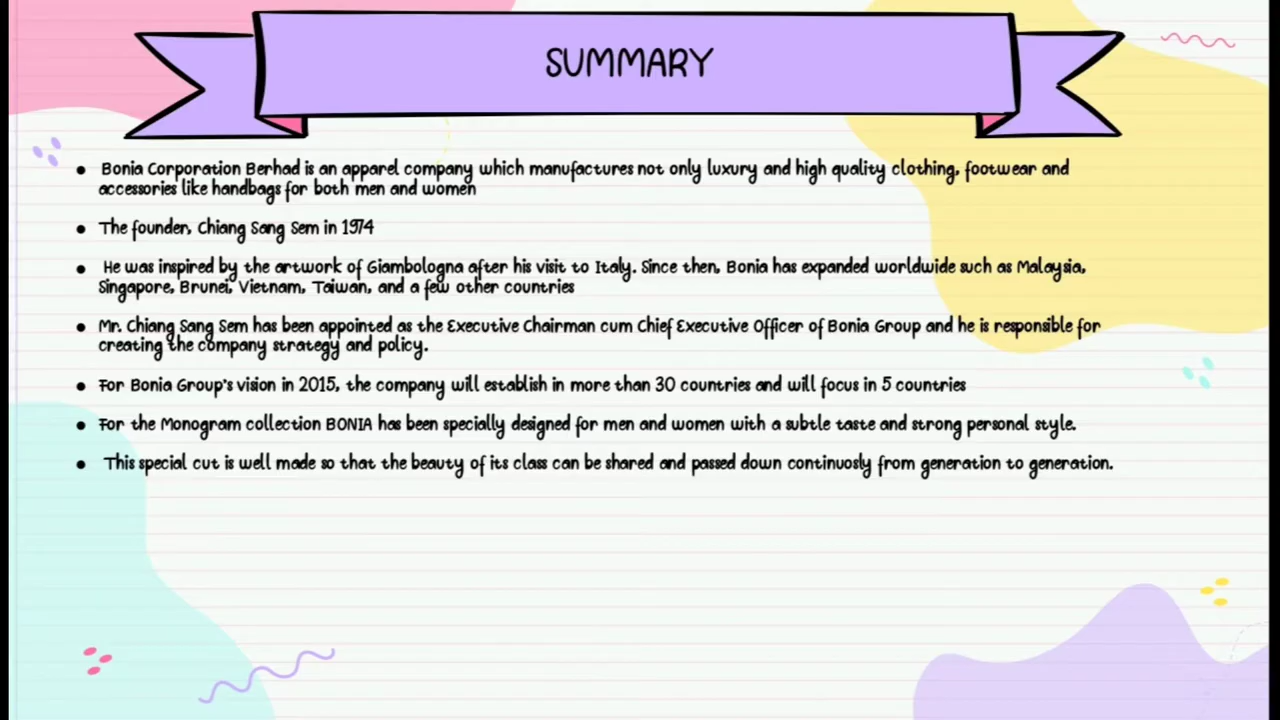 SUMMARY
• Bonia Corporation Berhad is an apparel company which manufactures not only luxury and high quality clothing, footwear and
accessories like handbags for both men and women
• The founder, Chiang Sang Sem in 1974
• He was inspired by the artwork of Giambologna after his visit to Italy. Since then, Bonia has expanded worldwide such as Malaysia,
Singapore, Brunei, Vietnam, Taiwan, and a few other countries
• Mr. Chiang Sang Sem has been appointed as the Executive Chairman cum Chief Executive Officer of Bonia Group and he is responsible for
creating the company strategy and policy.
• For Bonia Group's vision in 2015, the company will establish in more than 30 countries and will focus in 5 countries
• For the Monogram collection BONIA has been specially designed for men and women with a subtle taste and strong personal style.
• This special cut is well made so that the beauty of its class can be shared and passed down continuosly from generation to generation.